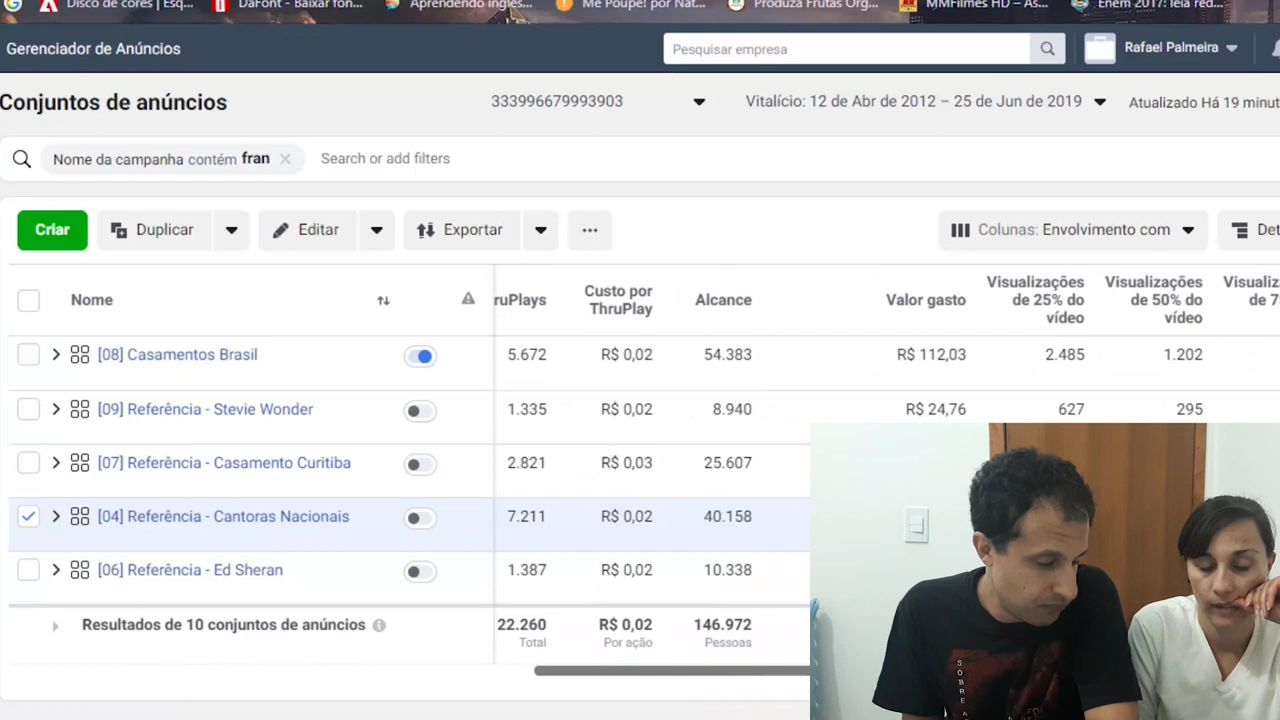 Disco de cores | Esq...
DaFont - Baixar fon...
Aprendendo inglês...
Me Poupe! por Nat...
Produza Frutas Org...
MMFilmes HD – As...
Enem 2017: leia red...
Gerenciador de Anúncios
Pesquisar empresa
Rafael Palmeira
Conjuntos de anúncios
333996679993903
Vitalício: 12 de Abr de 2012 – 25 de Jun de 2019
Atualizado Há 19 minut
Nome da campanha contém fran
Search or add filters
Criar
Duplicar
Editar
Exportar
Colunas: Envolvimento com
Det
Nome
ruPlays
Custo por
ThruPlay
Alcance
Valor gasto
Visualizações
de 25% do
vídeo
Visualizações
de 50% do
vídeo
Visualiz
de 7
[08] Casamentos Brasil 5.672 R$ 0,02 54.383 R$ 112,03 2.485 1.202
[09] Referência - Stevie Wonder 1.335 R$ 0,02 8.940 R$ 24,76 627 295
[07] Referência - Casamento Curitiba 2.821 R$ 0,03 25.607
[04] Referência - Cantoras Nacionais 7.211 R$ 0,02 40.158
[06] Referência - Ed Sheran 1.387 R$ 0,02 10.338
Resultados de 10 conjuntos de anúncios 22.260 R$ 0,02 146.972
Total Por ação Pessoas
SOBRE